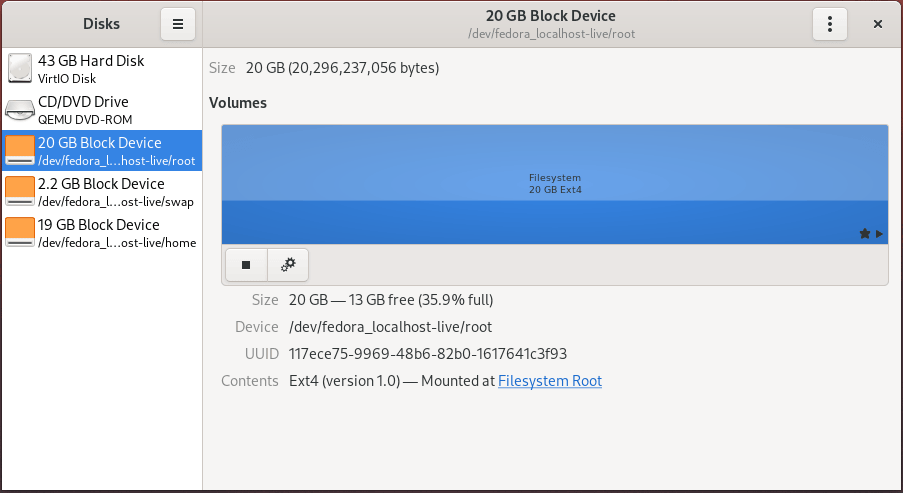 Disks
20 GB Block Device
/dev/fedora_localhost-live/root
43 GB Hard Disk
VirtIO Disk
CD/DVD Drive
QEMU DVD-ROM
20 GB Block Device
/dev/fedora_l…host-live/root
2.2 GB Block Device
/dev/fedora_l…ost-live/swap
19 GB Block Device
/dev/fedora_l…ost-live/home
Size 20 GB (20,296,237,056 bytes)
Volumes
Filesystem
20 GB Ext4
Size 20 GB — 13 GB free (35.9% full)
Device /dev/fedora_localhost-live/root
UUID 117ece75-9969-48b6-82b0-1617641c3f93
Contents Ext4 (version 1.0) — Mounted at Filesystem Root